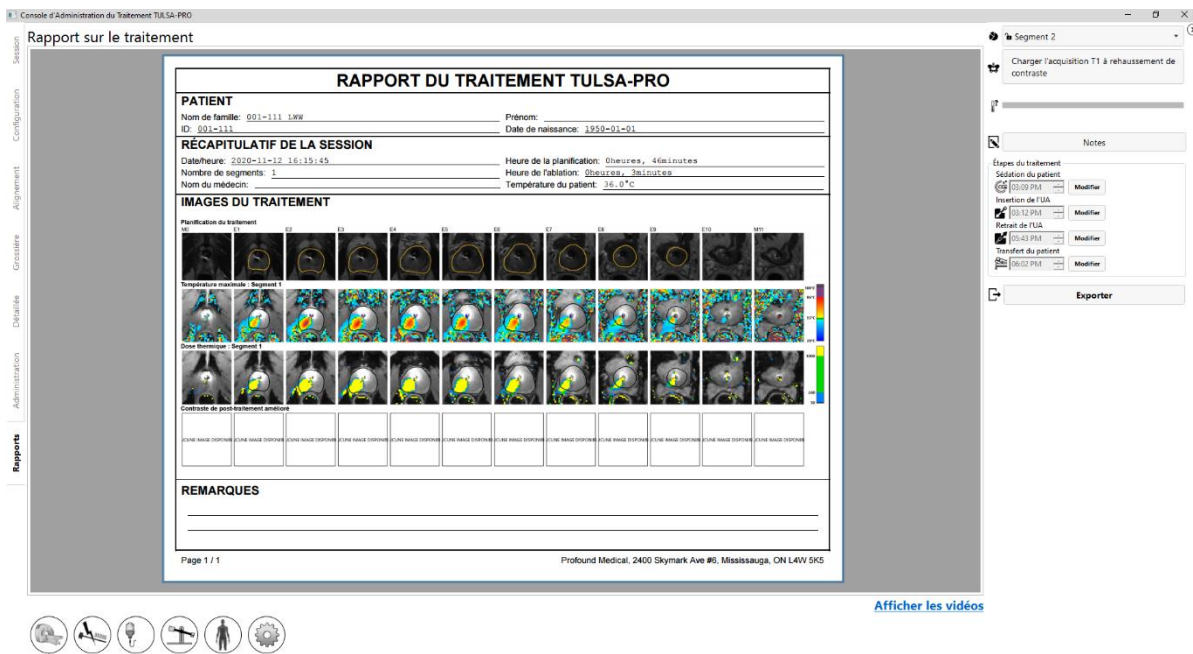 Console d'Administration du Traitement TULSA-PRO
Rapport sur le traitement
Session
Configuration
Alignement
Grossière
Détaillée
Administration
Rapports
RAPPORT DU TRAITEMENT TULSA-PRO
PATIENT
Nom de famille: 001-111 LWW Prénom:
ID: 001-111 Date de naissance: 1950-01-01
RÉCAPITULATIF DE LA SESSION
Date/heure: 2020-11-12 16:15:45 Heure de la planification: 0heures, 46minutes
Nombre de segments: 1 Heure de l'ablation: 0heures, 3minutes
Nom du médecin: Température du patient: 36.0°C
IMAGES DU TRAITEMENT
Planification du traitement
M0 E1 E2 E3 E4 E5 E6 E7 E8 E9 E10 M11
Température maximale : Segment 1
Dose thermique : Segment 1
Contraste de post-traitement amélioré
REMARQUES
Page 1 / 1 Profound Medical, 2400 Skymark Ave #6, Mississauga, ON L4W 5K5
Afficher les vidéos
Segment 2
Charger l'acquisition T1 à rehaussement de
contraste
Notes
Étapes du traitement
Sédation du patient
03:09 PM Modifier
Insertion de l'UA
03:12 PM Modifier
Retrait de l'UA
05:43 PM Modifier
Transfert du patient
06:02 PM Modifier
Exporter